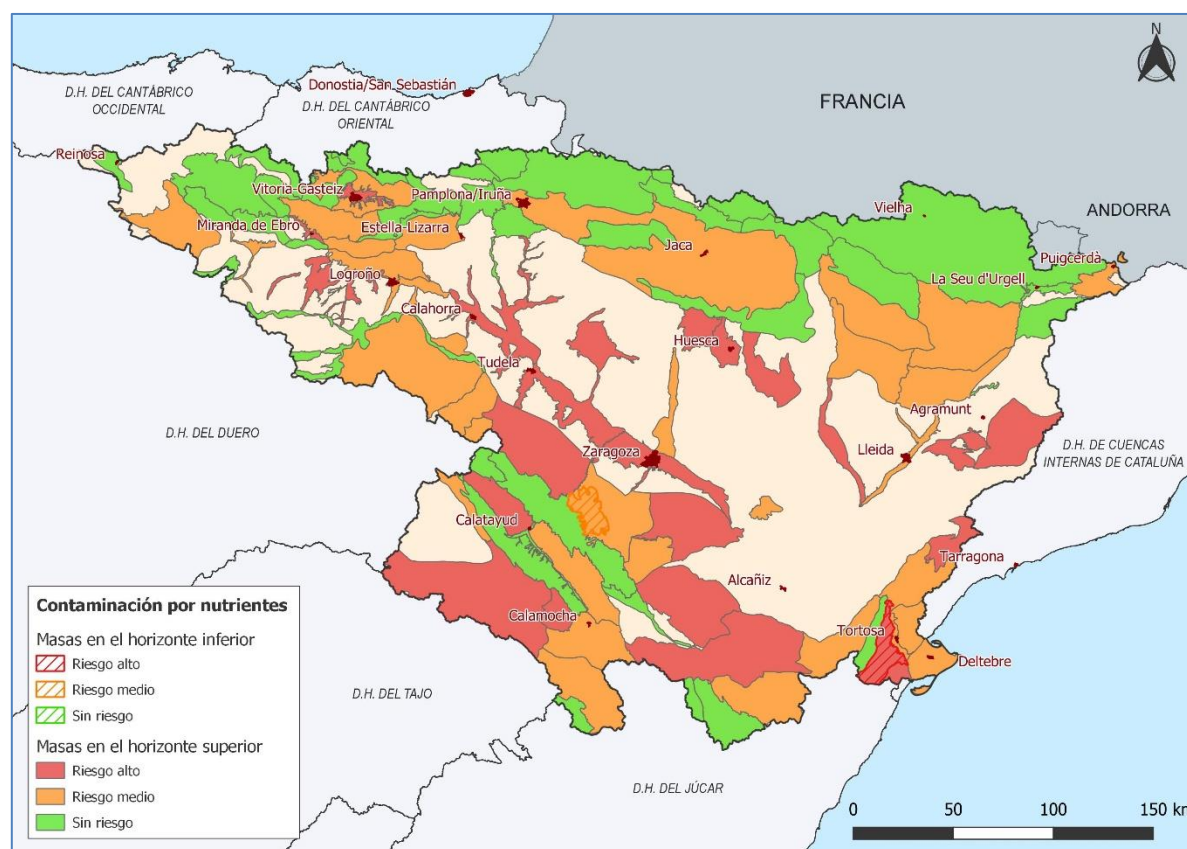 N
Donostia/San Sebastián
D.H. DEL CANTÁBRICO
OCCIDENTAL
D.H. DEL CANTÁBRICO
ORIENTAL
FRANCIA
Reinosa
Vitoria-Gasteiz
Pamplona/Iruña
Vielha
ANDORRA
Miranda de Ebro
Estella-Lizarra
Jaca
Puigcerdà
Logroño
La Seu d'Urgell
Calahorra
Huesca
Tudela
Agramunt
D.H. DEL DUERO
Zaragoza
Lleida
D.H. DE CUENCAS
INTERNAS DE CATALUÑA
Calatayud
Tarragona
Alcañiz
Calamocha
Tortosa
Deltebre
D.H. DEL TAJO
D.H. DEL JÚCAR
Contaminación por nutrientes
Masas en el horizonte inferior
Riesgo alto
Riesgo medio
Sin riesgo
Masas en el horizonte superior
Riesgo alto
Riesgo medio
Sin riesgo
0 50 100 150 km